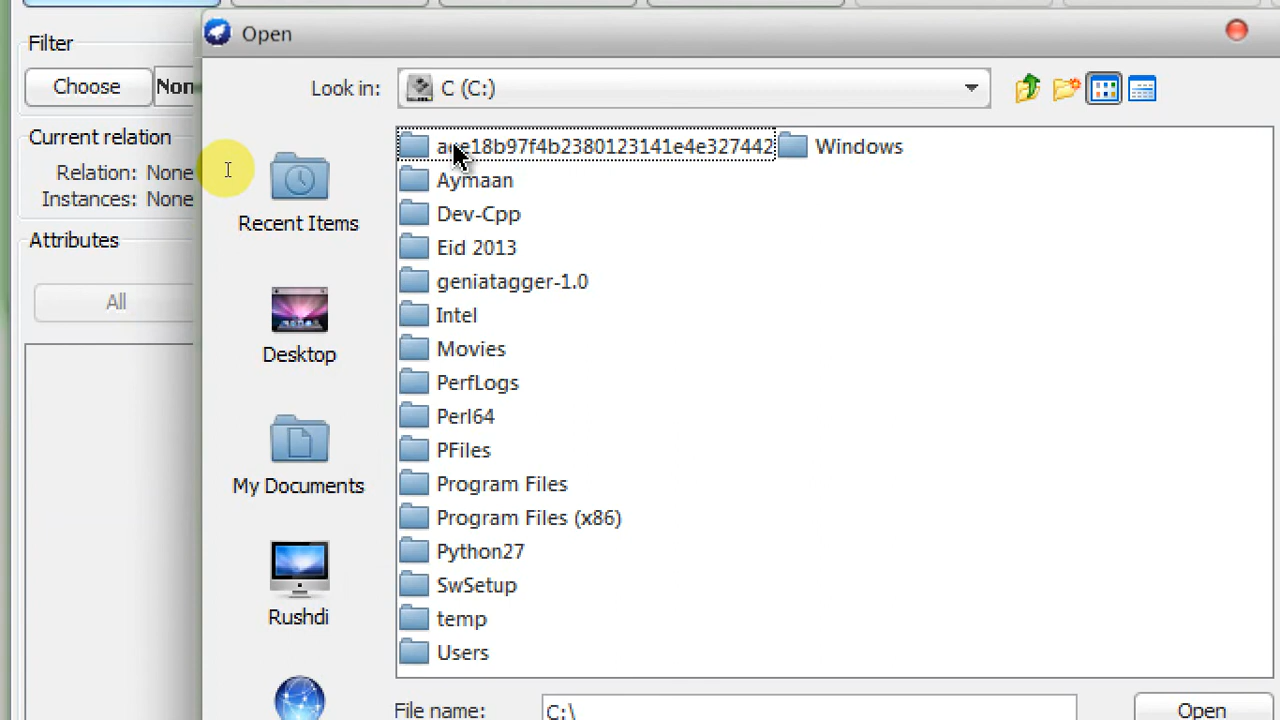 Open
Filter
Choose
Non
Current relation
Relation: None
Instances: None
Attributes
All
Look in:
C (C:)
Recent Items
Desktop
My Documents
Rushdi
Windows
Aymaan
Dev-Cpp
Eid 2013
geniatagger-1.0
Intel
Movies
PerfLogs
Perl64
PFiles
Program Files
Program Files (x86)
Python27
SwSetup
temp
Users
File name:
C:\
Open